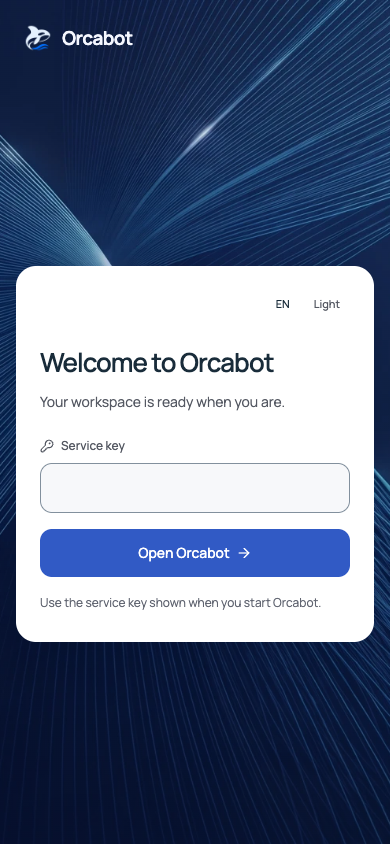 Orcabot
EN Light
Welcome to Orcabot
Your workspace is ready when you are.
Service key
Open Orcabot →
Use the service key shown when you start Orcabot.